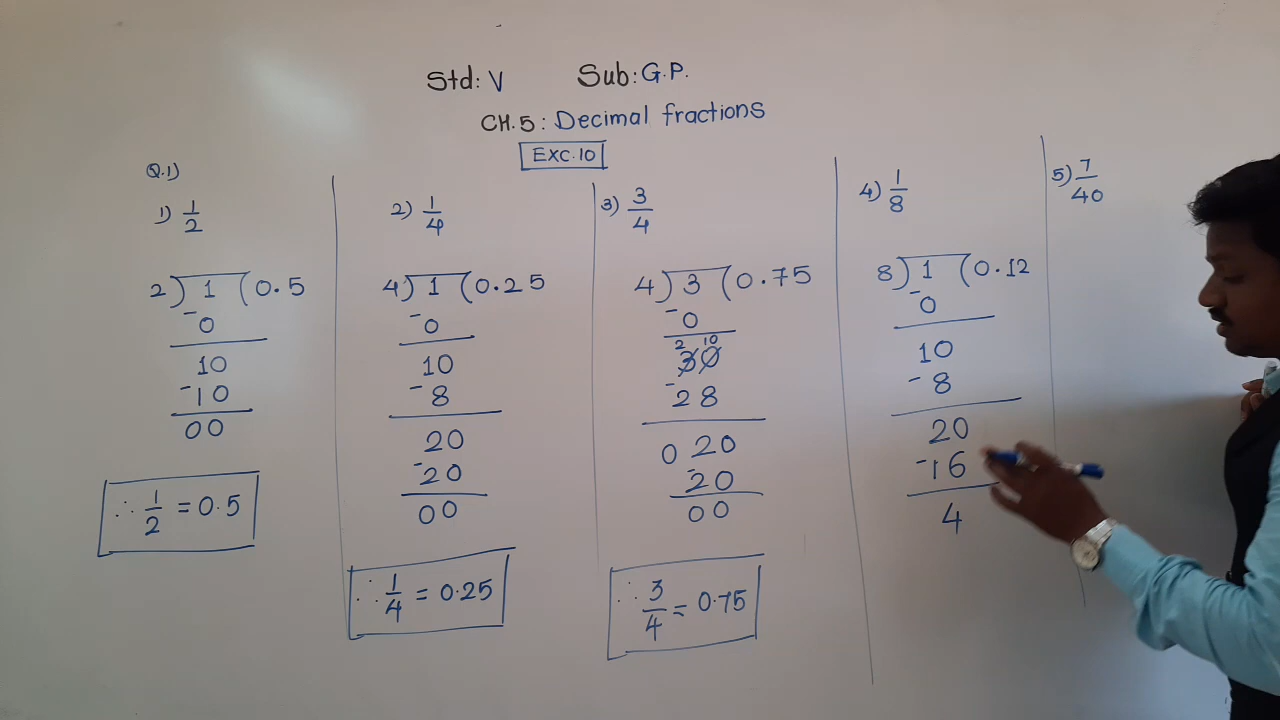 Std: V Sub: G.P.
CH.5: Decimal fractions
EXC.10
Q.1)
1) 1/2
2) 1 ( 0.5
-0
10
-10
00
∴ 1/2 = 0.5
2) 1/4
4) 1 ( 0.25
-0
10
-8
20
-20
00
∴ 1/4 = 0.25
3) 3/4
4) 3 ( 0.75
-0
2 10
30
-28
0 20
-20
00
∴ 3/4 = 0.75
4) 1/8
8) 1 ( 0.12
-0
10
-8
20
-16
4
5) 7/40